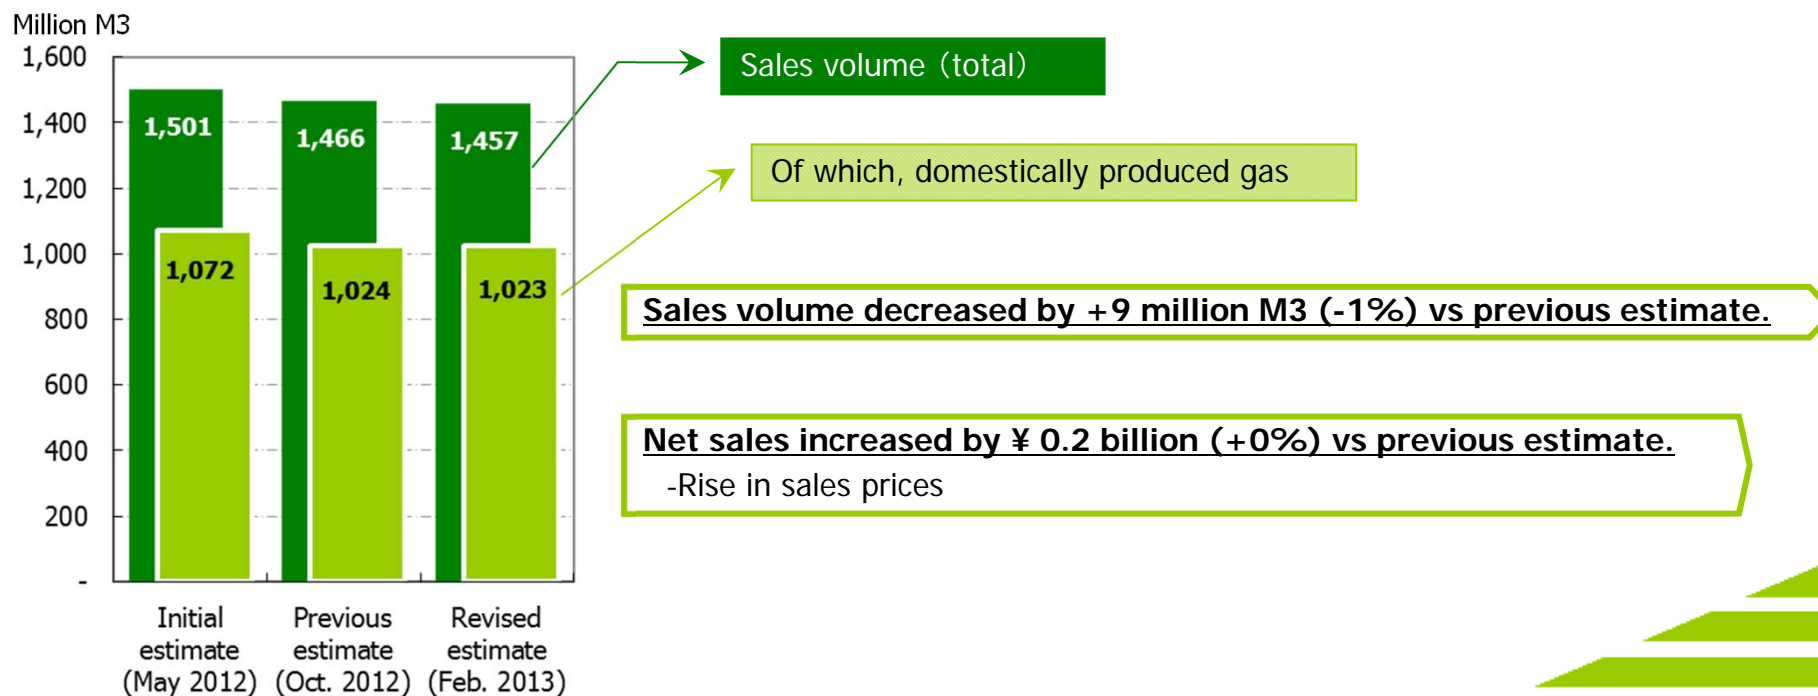 Million M3
1,600
1,400
1,200
1,000
800
600
400
200
-
1,501
1,466
1,457
1,072
1,024
1,023
Initial
estimate
(May 2012)
Previous
estimate
(Oct. 2012)
Revised
estimate
(Feb. 2013)
Sales volume（total）
Of which, domestically produced gas
Sales volume decreased by +9 million M3 (-1%) vs previous estimate.
Net sales increased by ¥ 0.2 billion (+0%) vs previous estimate.
-Rise in sales prices